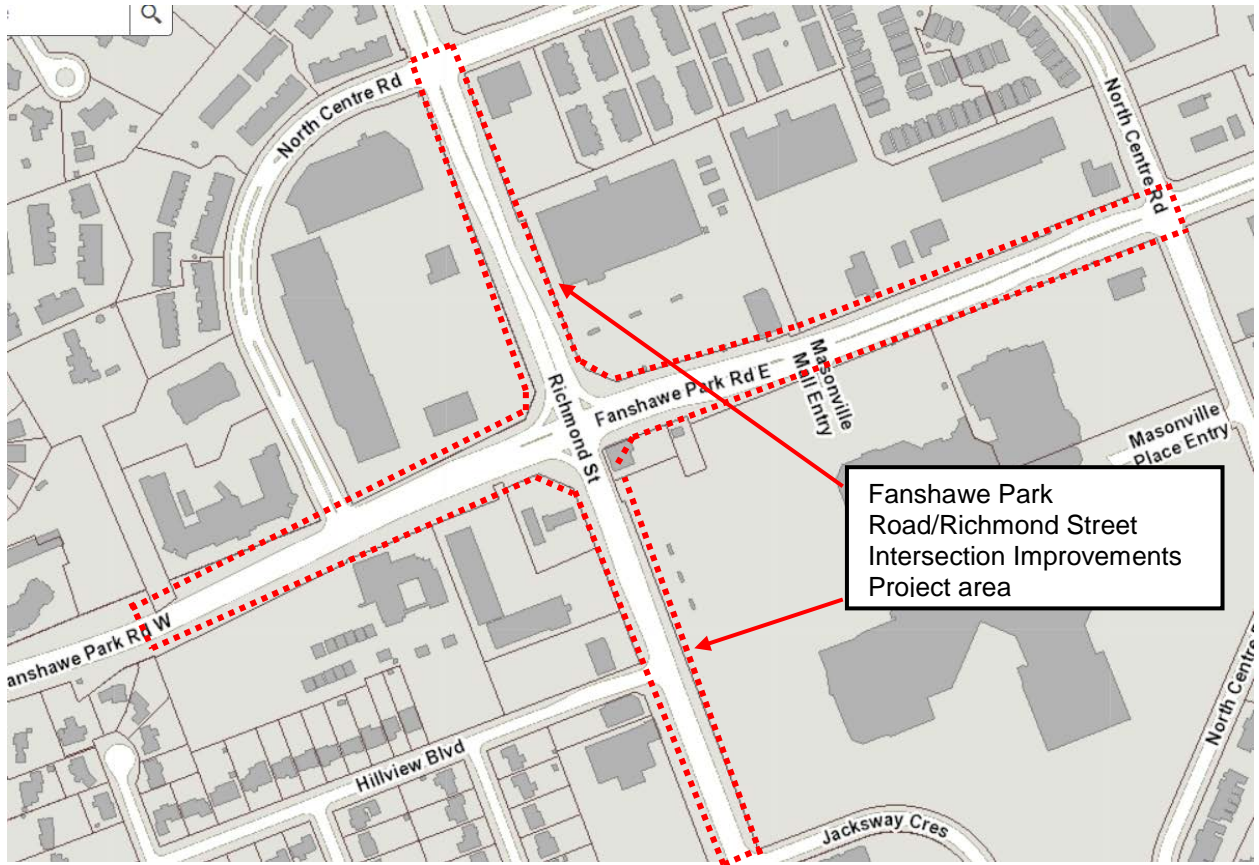 North Centre Rd
North Centre Rd
Richmond St
Fanshawe Park Rd E
Masonville
Mall Entry
Masonville
Place Entry
Fanshawe Park
Road/Richmond Street
Intersection Improvements
Project area
anshawe Park Rd W
Hillview Blvd
North Centre
Jacksway Cres